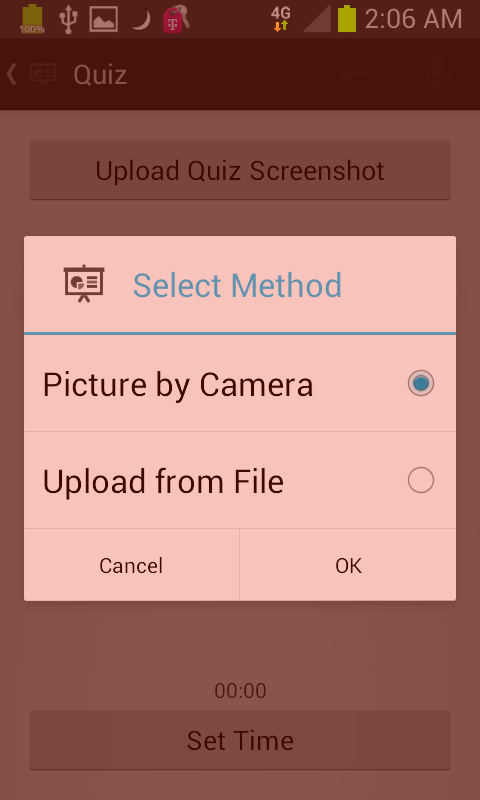 100%
T
4G
2:06 AM
Quiz
Upload Quiz Screenshot
Select Method
Picture by Camera
Upload from File
Cancel
OK
00:00
Set Time